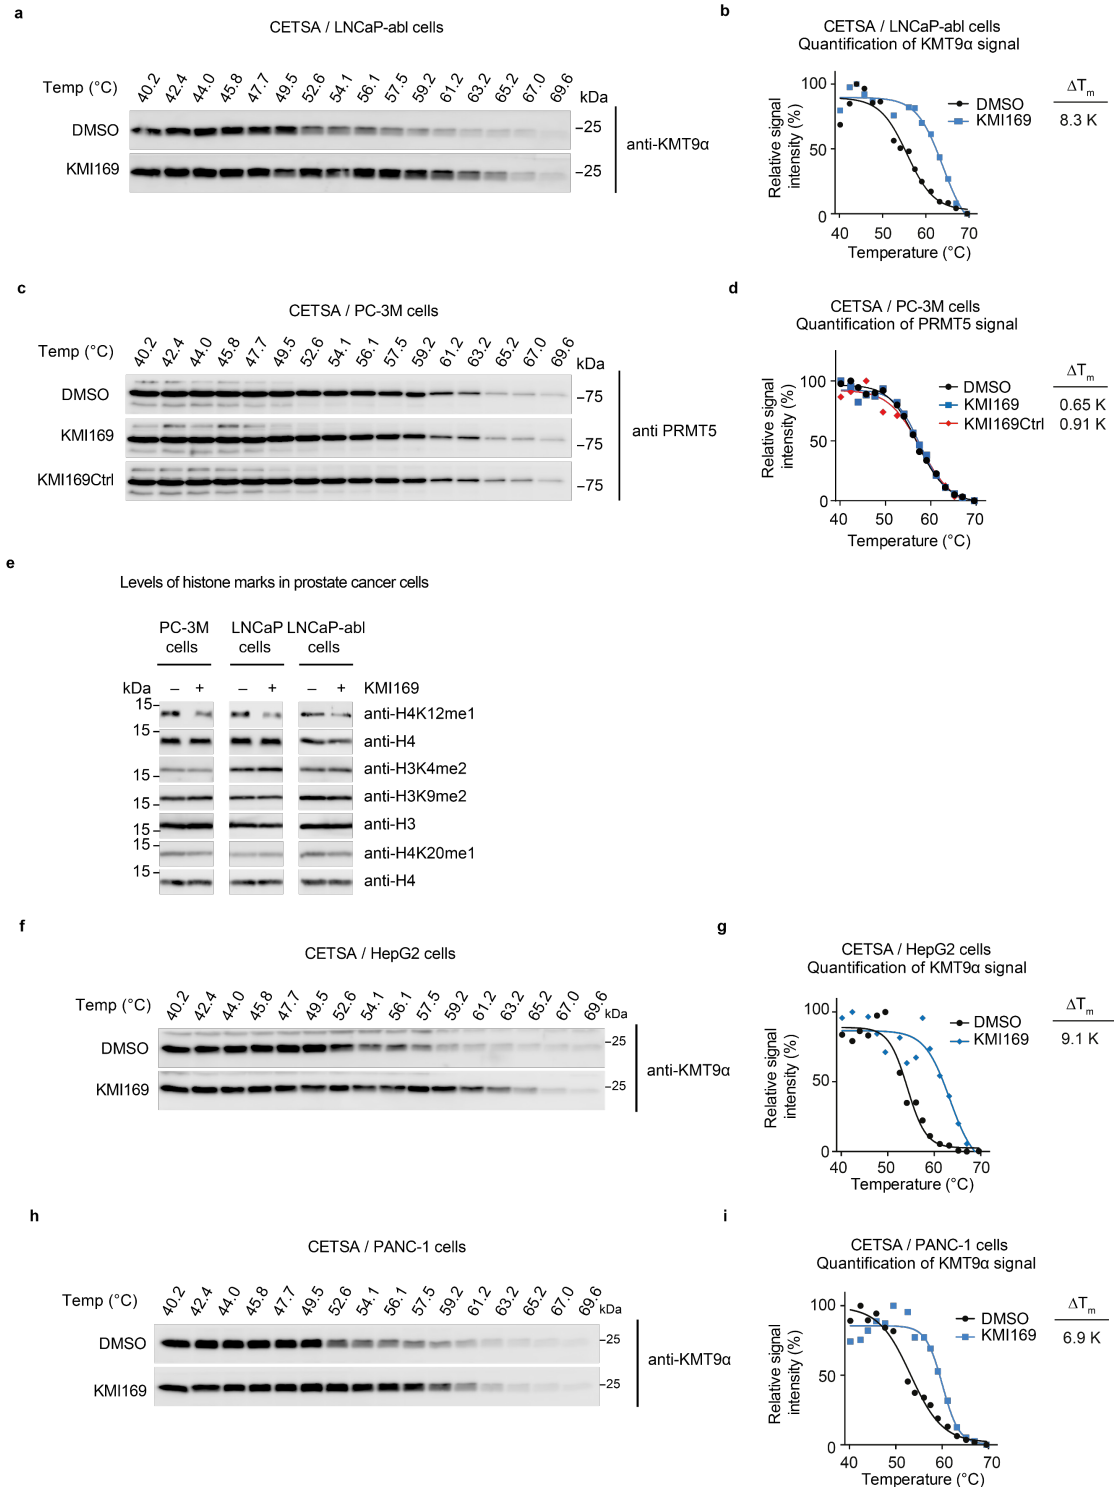 a
CETSA / LNCaP-abl cells
Temp (°C) 40.2 42.4 44.0 45.8 47.7 49.5 52.6 54.1 56.1 57.5 59.2 61.2 63.2 65.2 67.0 69.6
kDa
DMSO
–25
KMI169
–25
anti-KMT9α
b
CETSA / LNCaP-abl cells
Quantification of KMT9α signal
Relative signal
intensity (%)
100
50
0
40 50 60 70
Temperature (°C)
DMSO
KMI169
ΔTm
8.3 K
c
CETSA / PC-3M cells
Temp (°C) 40.2 42.4 44.0 45.8 47.7 49.5 52.6 54.1 56.1 57.5 59.2 61.2 63.2 65.2 67.0 69.6
kDa
DMSO
–75
KMI169
–75
KMI169Ctrl
–75
anti PRMT5
d
CETSA / PC-3M cells
Quantification of PRMT5 signal
Relative signal
intensity (%)
100
50
0
40 50 60 70
Temperature (°C)
ΔTm
DMSO
KMI169 0.65 K
KMI169Ctrl 0.91 K
e
Levels of histone marks in prostate cancer cells
PC-3M
cells
LNCaP
cells
LNCaP-abl
cells
kDa – + – + – + KMI169
15 anti-H4K12me1
15 anti-H4
15 anti-H3K4me2
15 anti-H3K9me2
15 anti-H3
15 anti-H4K20me1
15 anti-H4
f
CETSA / HepG2 cells
Temp (°C) 40.2 42.4 44.0 45.8 47.7 49.5 52.6 54.1 56.1 57.5 59.2 61.2 63.2 65.2 67.0 69.6
kDa
DMSO
–25
KMI169
–25
anti-KMT9α
g
CETSA / HepG2 cells
Quantification of KMT9α signal
Relative signal
intensity (%)
100
50
0
40 50 60 70
Temperature (°C)
DMSO
KMI169
ΔTm
9.1 K
h
CETSA / PANC-1 cells
Temp (°C) 40.2 42.4 44.0 45.8 47.7 49.5 52.6 54.1 56.1 57.5 59.2 61.2 63.2 65.2 67.0 69.6
kDa
DMSO
–25
KMI169
–25
anti-KMT9α
i
CETSA / PANC-1 cells
Quantification of KMT9α signal
Relative signal
intensity (%)
100
50
0
40 50 60 70
Temperature (°C)
DMSO
KMI169
ΔTm
6.9 K